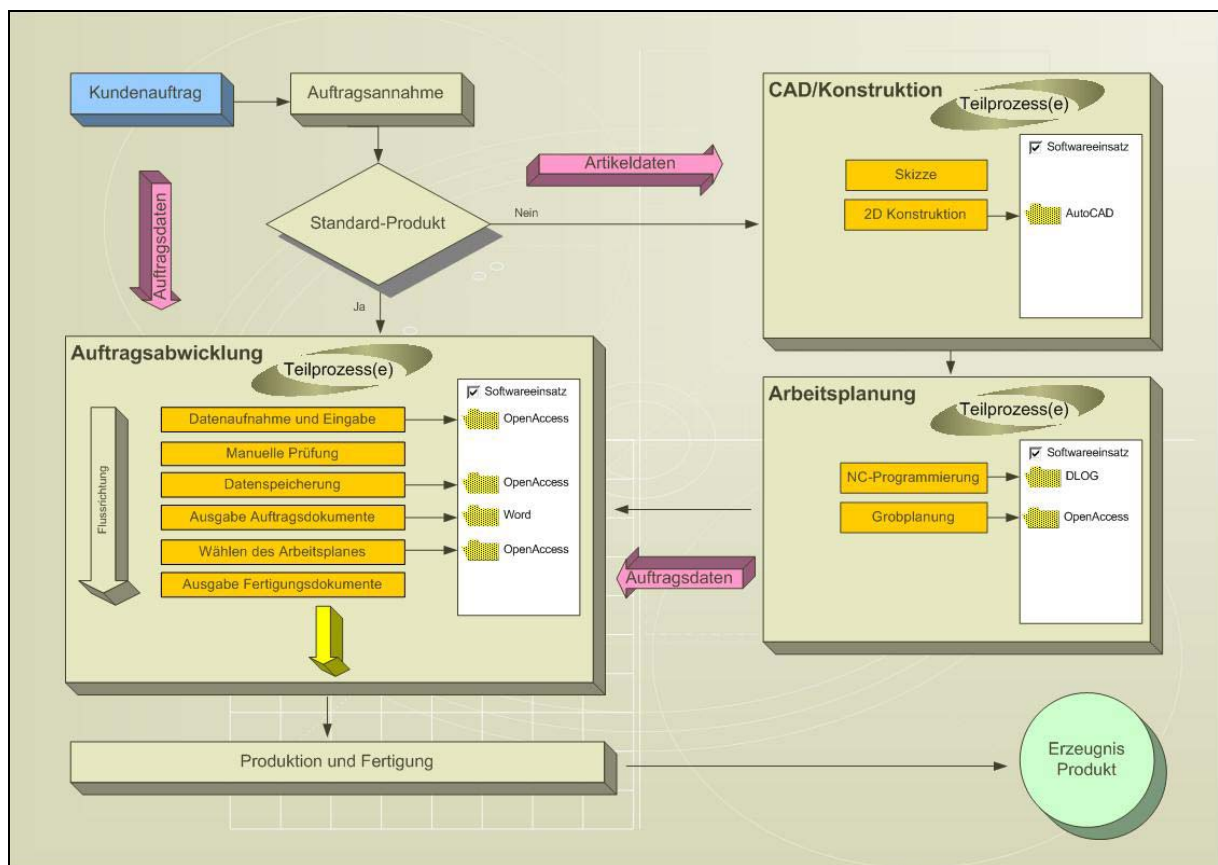 Kundenauftrag
Auftragsannahme
Auftragsdaten
Standard-Produkt
Nein
Ja
Artikeldaten
CAD/Konstruktion
Teilprozess(e)
Softwareeinsatz
Skizze
2D Konstruktion
AutoCAD
Arbeitsplanung
Teilprozess(e)
Softwareeinsatz
NC-Programmierung
DLOG
Grobplanung
OpenAccess
Auftragsdaten
Auftragsabwicklung
Teilprozess(e)
Softwareeinsatz
Flussrichtung
Datenaufnahme und Eingabe
OpenAccess
Manuelle Prüfung
Datenspeicherung
OpenAccess
Ausgabe Auftragsdokumente
Word
Wählen des Arbeitsplanes
OpenAccess
Ausgabe Fertigungsdokumente
Produktion und Fertigung
Erzeugnis
Produkt